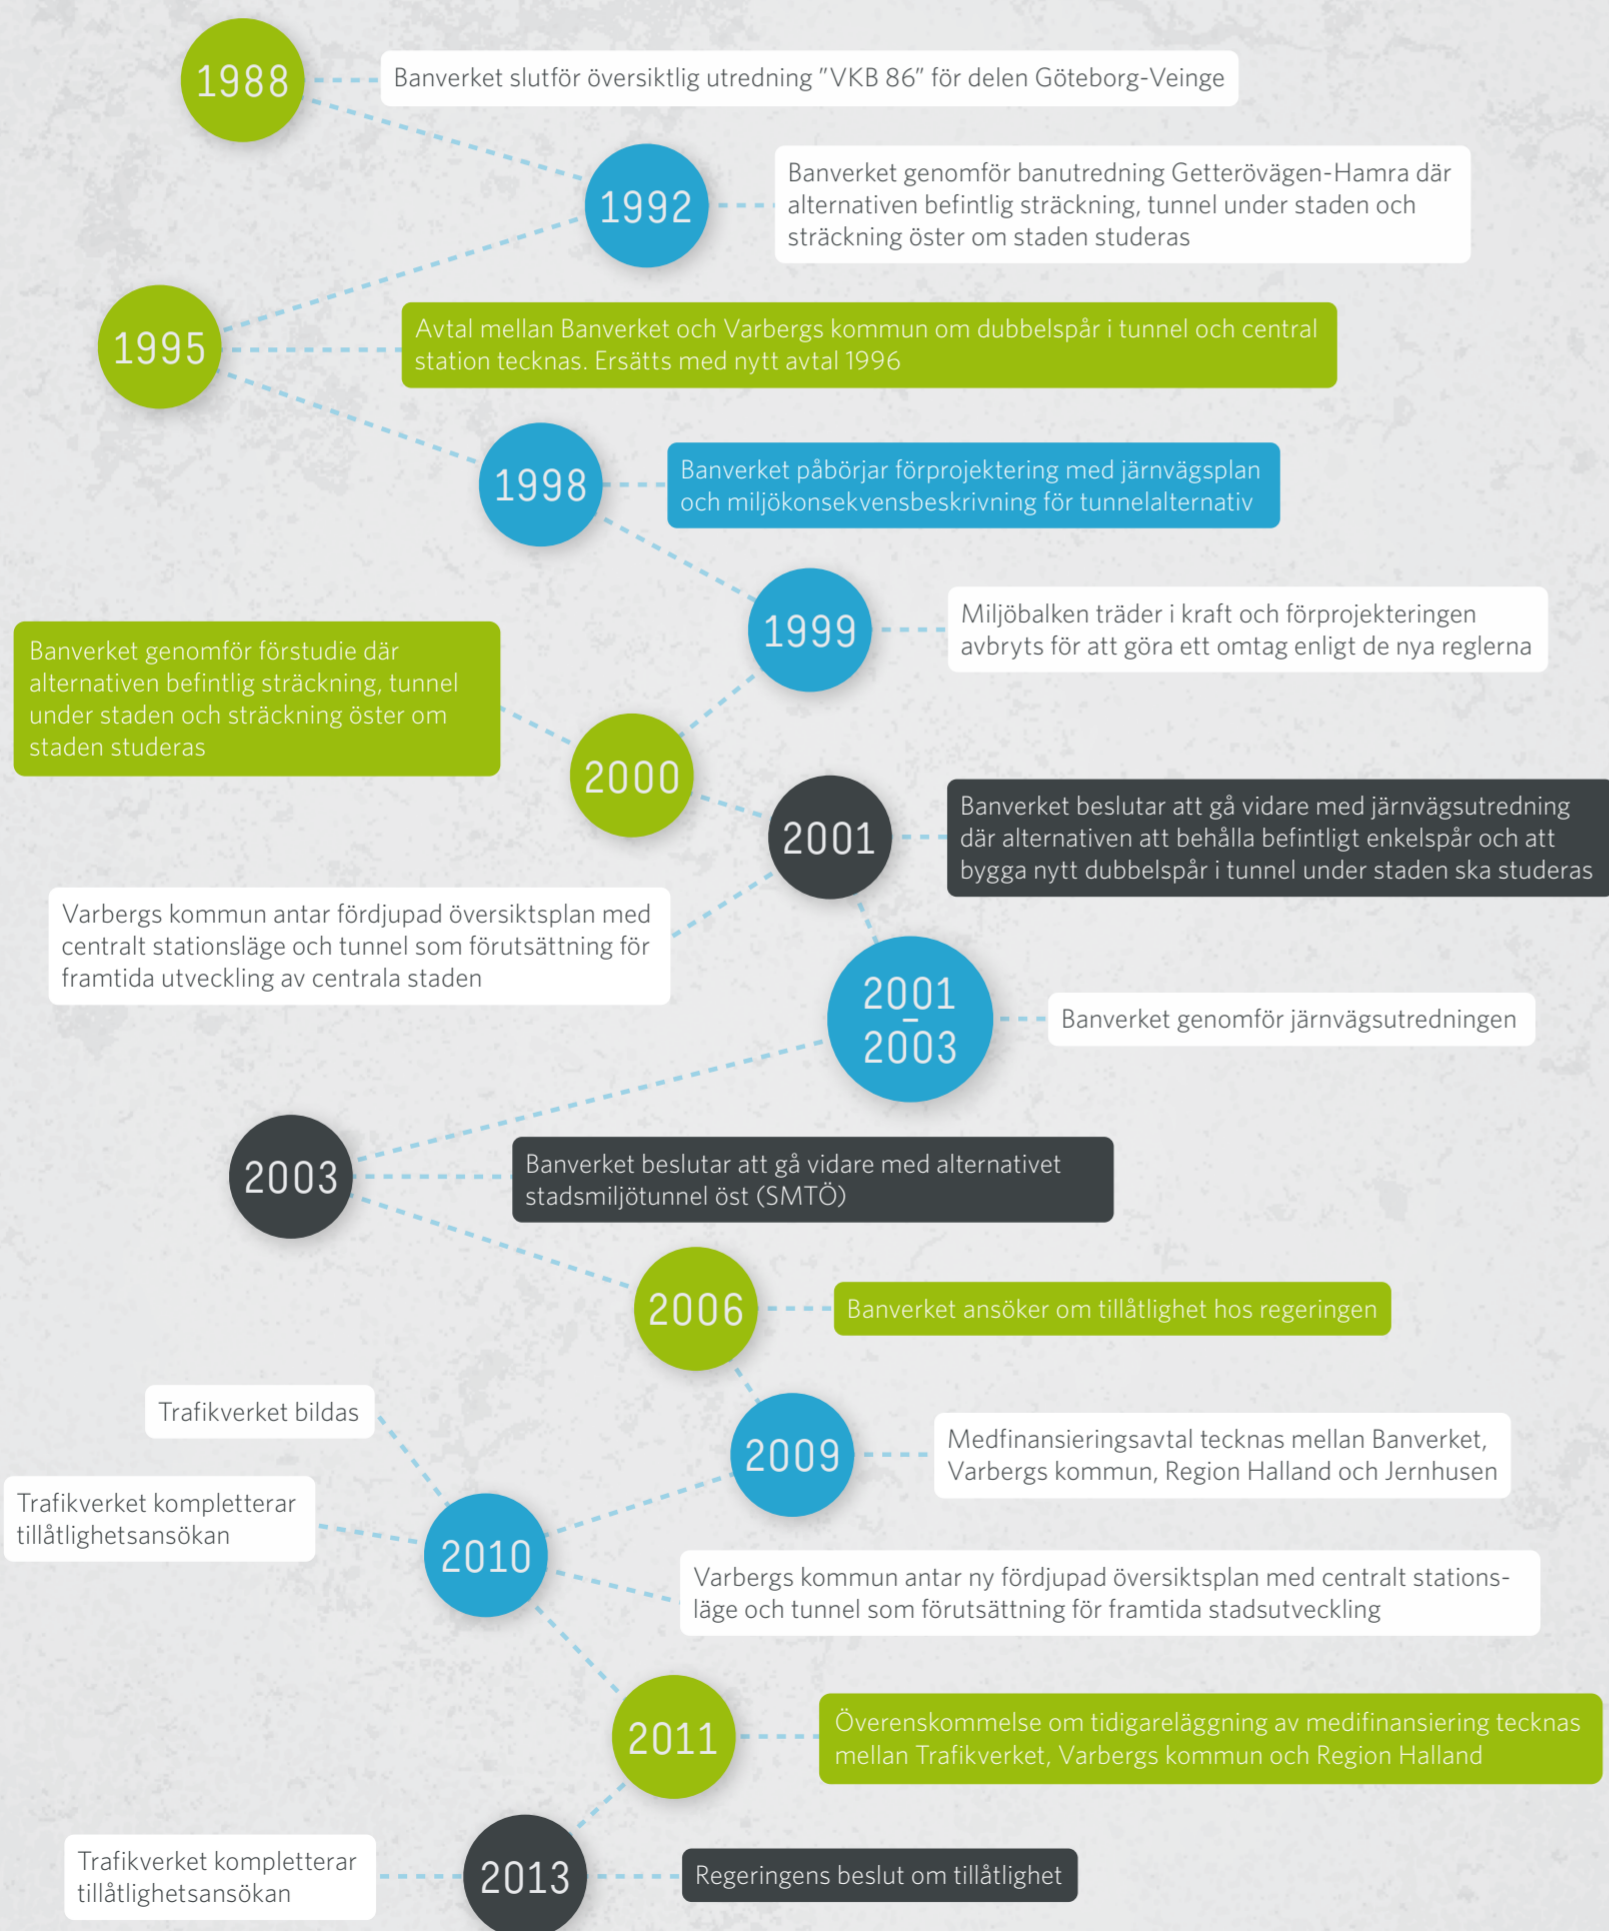 1988
Banverket slutför översiktlig utredning ”VKB 86” för delen Göteborg-Veinge
1992
Banverket genomför banutredning Getterövägen-Hamra där
alternativen befintlig sträckning, tunnel under staden och
sträckning öster om staden studeras
1995
Avtal mellan Banverket och Varbergs kommun om dubbelspår i tunnel och central
station tecknas. Ersätts med nytt avtal 1996
1998
Banverket påbörjar förprojektering med järnvägsplan
och miljökonsekvensbeskrivning för tunnelalternativ
1999
Miljöbalken träder i kraft och förprojekteringen
avbryts för att göra ett omtag enligt de nya reglerna
Banverket genomför förstudie där
alternativen befintlig sträckning, tunnel
under staden och sträckning öster om
staden studeras
2000
2001
Banverket beslutar att gå vidare med järnvägsutredning
där alternativen att behålla befintligt enkelspår och att
bygga nytt dubbelspår i tunnel under staden ska studeras
Varbergs kommun antar fördjupad översiktsplan med
centralt stationsläge och tunnel som förutsättning för
framtida utveckling av centrala staden
2001
–
2003
Banverket genomför järnvägsutredningen
2003
Banverket beslutar att gå vidare med alternativet
stadsmiljötunnel öst (SMTÖ)
2006
Banverket ansöker om tillåtlighet hos regeringen
2009
Medfinansieringsavtal tecknas mellan Banverket,
Varbergs kommun, Region Halland och Jernhusen
Trafikverket bildas
Trafikverket kompletterar
tillåtlighetsansökan
2010
Varbergs kommun antar ny fördjupad översiktsplan med centralt stations-
läge och tunnel som förutsättning för framtida stadsutveckling
2011
Överenskommelse om tidigareläggning av medifinansiering tecknas
mellan Trafikverket, Varbergs kommun och Region Halland
Trafikverket kompletterar
tillåtlighetsansökan
2013
Regeringens beslut om tillåtlighet